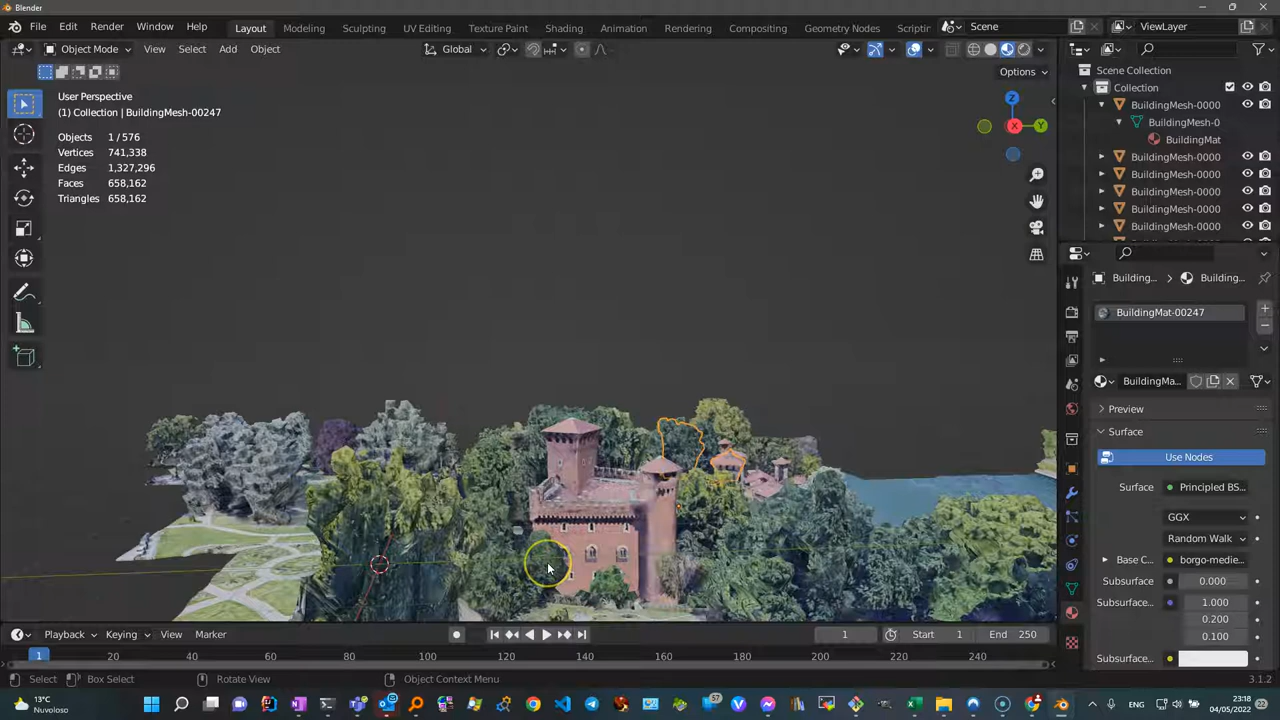 Blender
File Edit Render Window Help Layout Modeling Sculpting UV Editing Texture Paint Shading Animation Rendering Compositing Geometry Nodes Scriptir Scene ViewLayer
Object Mode View Select Add Object Global
Options
User Perspective
(1) Collection | BuildingMesh-00247
Objects 1 / 576
Vertices 741,338
Edges 1,327,296
Faces 658,162
Triangles 658,162
Z
X
Y
Scene Collection
Collection
BuildingMesh-0000
BuildingMesh-0
BuildingMat
BuildingMesh-0000
BuildingMesh-0000
BuildingMesh-0000
BuildingMesh-0000
BuildingMesh-0000
Building... Building...
BuildingMat-00247
BuildingMa...
Preview
Surface
Use Nodes
Surface Principled BS...
GGX
Random Walk
Base C... borgo-medie...
Subsurface 0.000
Subsurface... 1.000
0.200
0.100
Subsurface...
Playback Keying View Marker 1 Start 1 End 250
1 20 40 60 80 100 120 140 160 180 200 220 240
Select Box Select Rotate View Object Context Menu 3.1.2
13°C
Nuvoloso
57
23:18
04/05/2022